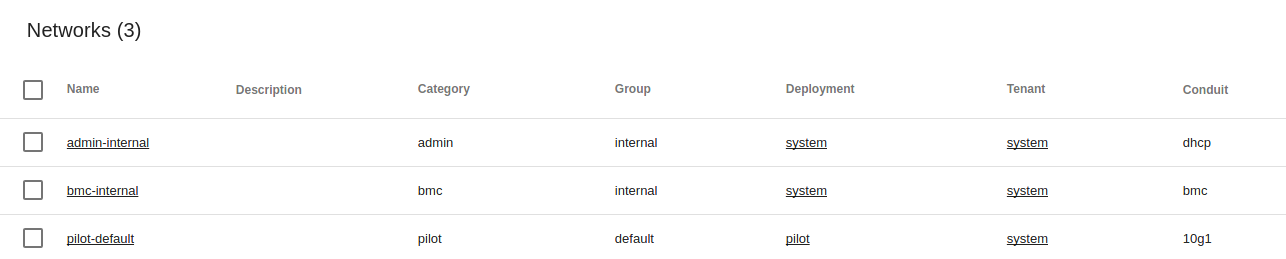 Networks (3)
Name Description Category Group Deployment Tenant Conduit
admin-internal admin internal system system dhcp
bmc-internal bmc internal system system bmc
pilot-default pilot default pilot system 10g1